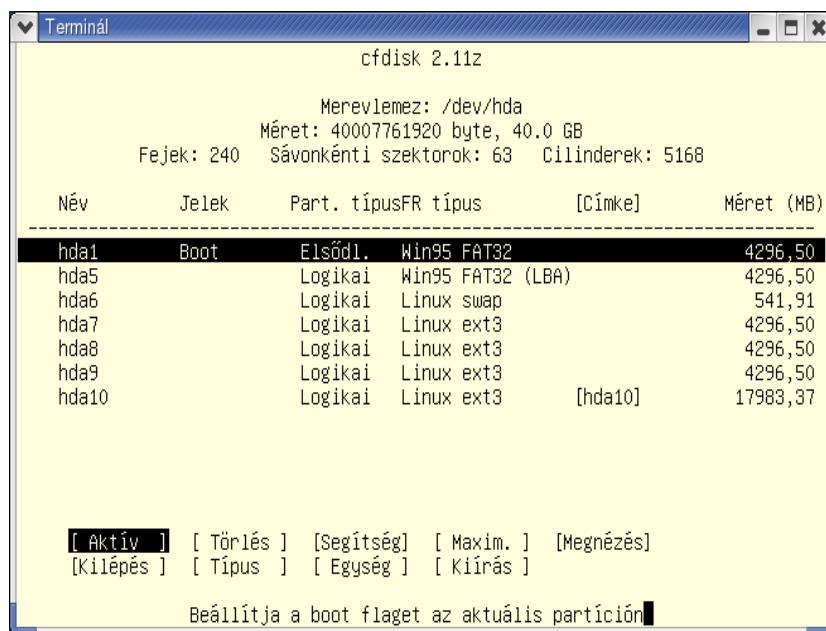 Terminál
cfdisk 2.11z
Merevlemez: /dev/hda
Méret: 40007761920 byte, 40.0 GB
Fejek: 240 Sávonkénti szektorok: 63 Cilinderek: 5168
Név Jelek Part. típusFR típus [Címke] Méret (MB)
hda1 Boot Elsődl. Win95 FAT32 4296,50
hda5 Logikai Win95 FAT32 (LBA) 4296,50
hda6 Logikai Linux swap 541,91
hda7 Logikai Linux ext3 4296,50
hda8 Logikai Linux ext3 4296,50
hda9 Logikai Linux ext3 4296,50
hda10 Logikai Linux ext3 [hda10] 17983,37
[ Aktív ] [ Törlés ] [Segítség] [ Maxim. ] [Megnézés]
[Kilépés ] [ Típus ] [ Egység ] [ Kiírás ]
Beállítja a boot flaget az aktuális partíción